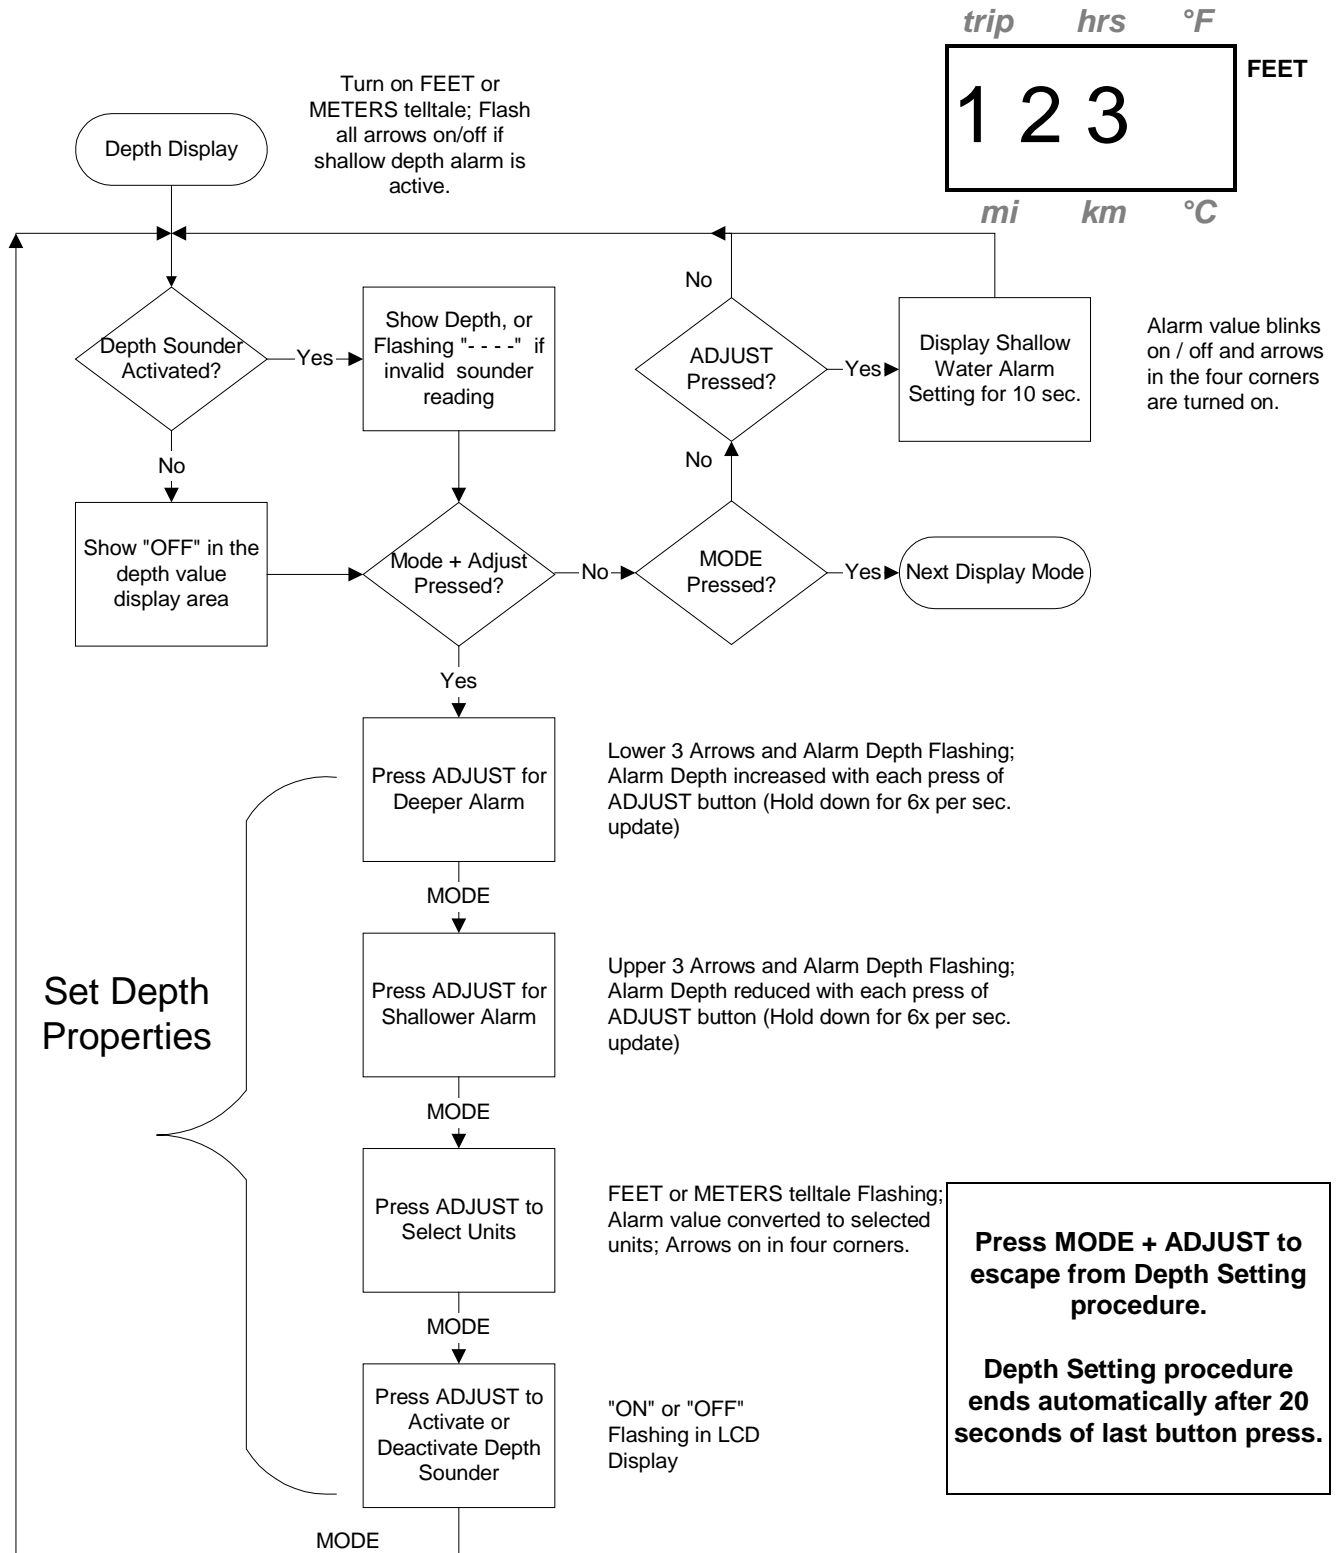 trip hrs °F
FEET
1 2 3
mi km °C
Turn on FEET or
METERS telltale; Flash
all arrows on/off if
shallow depth alarm is
active.
Depth Display
Depth Sounder
Activated?
Yes
Show Depth, or
Flashing "- - - -" if
invalid sounder
reading
No
ADJUST
Pressed?
Yes
Display Shallow
Water Alarm
Setting for 10 sec.
Alarm value blinks
on / off and arrows
in the four corners
are turned on.
No
No
Show "OFF" in the
depth value
display area
Mode + Adjust
Pressed?
No
MODE
Pressed?
Yes
Next Display Mode
Yes
Press ADJUST for
Deeper Alarm
Lower 3 Arrows and Alarm Depth Flashing;
Alarm Depth increased with each press of
ADJUST button (Hold down for 6x per sec.
update)
MODE
Set Depth
Properties
Press ADJUST for
Shallower Alarm
Upper 3 Arrows and Alarm Depth Flashing;
Alarm Depth reduced with each press of
ADJUST button (Hold down for 6x per sec.
update)
MODE
Press ADJUST to
Select Units
FEET or METERS telltale Flashing;
Alarm value converted to selected
units; Arrows on in four corners.
MODE
Press ADJUST to
Activate or
Deactivate Depth
Sounder
"ON" or "OFF"
Flashing in LCD
Display
MODE
Press MODE + ADJUST to
escape from Depth Setting
procedure.
Depth Setting procedure
ends automatically after 20
seconds of last button press.